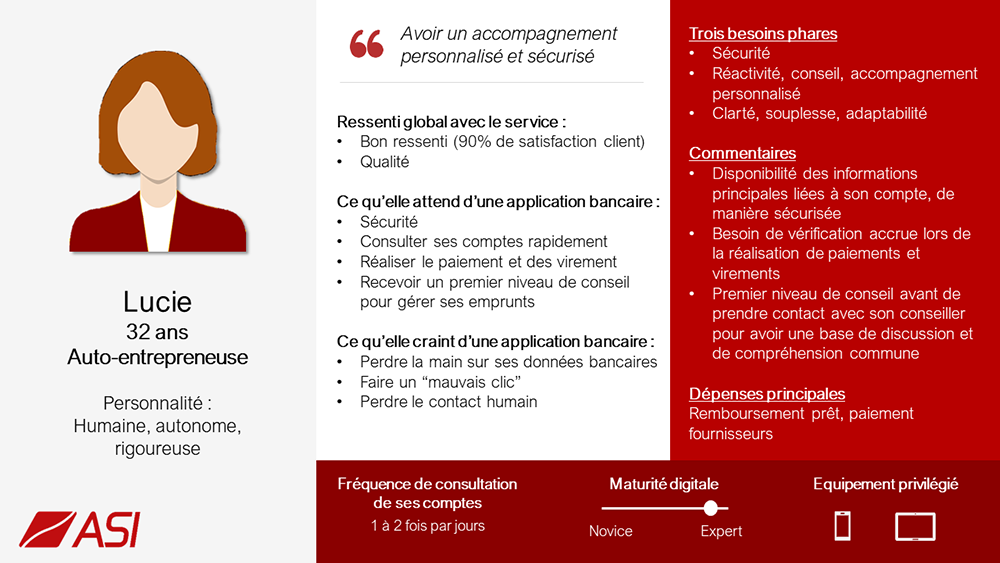 Lucie
32 ans
Auto-entrepreneuse
Personnalité :
Humaine, autonome,
rigoureuse
ASI
“
Avoir un accompagnement
personnalisé et sécurisé
Ressenti global avec le service :
• Bon ressenti (90% de satisfaction client)
• Qualité
Ce qu’elle attend d’une application bancaire :
• Sécurité
• Consulter ses comptes rapidement
• Réaliser le paiement et des virement
• Recevoir un premier niveau de conseil
pour gérer ses emprunts
Ce qu’elle craint d’une application bancaire :
• Perdre la main sur ses données bancaires
• Faire un “mauvais clic”
• Perdre le contact humain
Trois besoins phares
• Sécurité
• Réactivité, conseil, accompagnement
personnalisé
• Clarté, souplesse, adaptabilité
Commentaires
• Disponibilité des informations
principales liées à son compte, de
manière sécurisée
• Besoin de vérification accrue lors de
la réalisation de paiements et
virements
• Premier niveau de conseil avant de
prendre contact avec son conseiller
pour avoir une base de discussion et
de compréhension commune
Dépenses principales
Remboursement prêt, paiement
fournisseurs
Fréquence de consultation
de ses comptes
1 à 2 fois par jours
Maturité digitale
Novice
Expert
Equipement privilégié